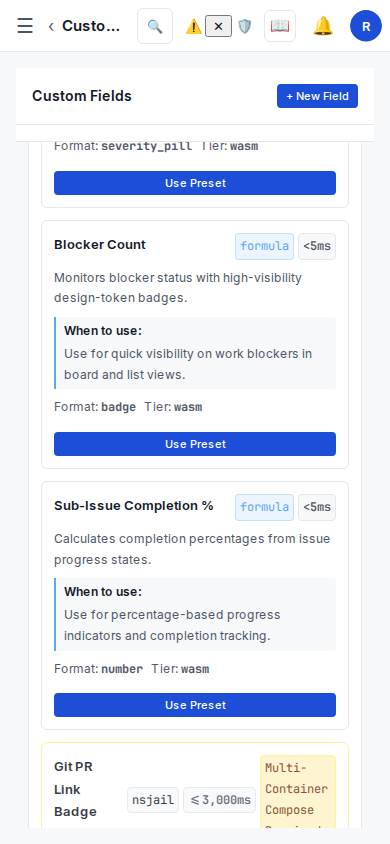 ☰ ‹ Custo... 🔍 ⚠️ ✕ 🛡️ 📖 🔔 R
Custom Fields
+ New Field
Format: severity_pill Tier: wasm
Use Preset
Blocker Count
formula <5ms
Monitors blocker status with high-visibility
design-token badges.
When to use:
Use for quick visibility on work blockers in
board and list views.
Format: badge Tier: wasm
Use Preset
Sub-Issue Completion %
formula <5ms
Calculates completion percentages from issue
progress states.
When to use:
Use for percentage-based progress
indicators and completion tracking.
Format: number Tier: wasm
Use Preset
Git PR
Link
Badge
nsjail ≤3,000ms
Multi-
Container
Compose